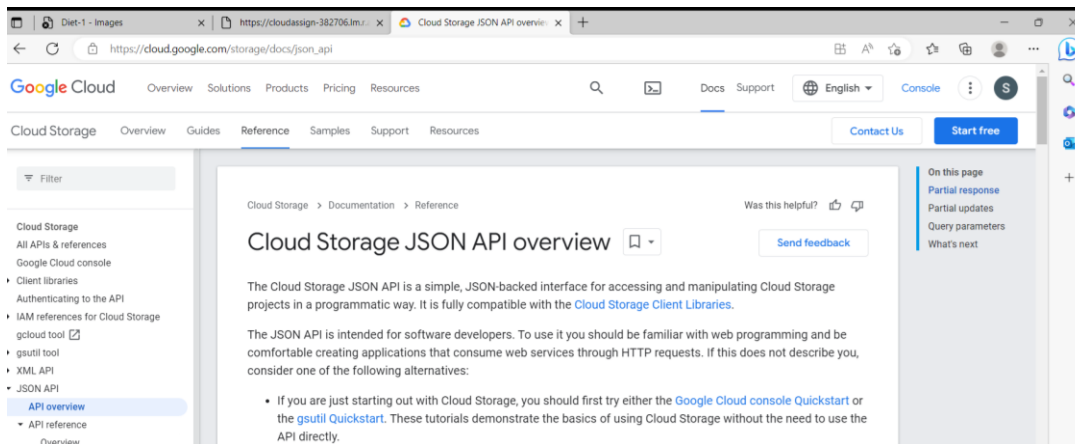 Diet-1 - Images
https://cloudassign-382706.lm.r.
Cloud Storage JSON API overvie
https://cloud.google.com/storage/docs/json_api
Google Cloud
Overview Solutions Products Pricing Resources
Docs Support
English
Console
S
Cloud Storage
Overview Guides Reference Samples Support Resources
Contact Us
Start free
Filter
Cloud Storage
All APIs & references
Google Cloud console
Client libraries
Authenticating to the API
IAM references for Cloud Storage
gcloud tool
gsutil tool
XML API
JSON API
API overview
API reference
Overview
Cloud Storage > Documentation > Reference
Was this helpful?
Cloud Storage JSON API overview
Send feedback
The Cloud Storage JSON API is a simple, JSON-backed interface for accessing and manipulating Cloud Storage
projects in a programmatic way. It is fully compatible with the Cloud Storage Client Libraries.
The JSON API is intended for software developers. To use it you should be familiar with web programming and be
comfortable creating applications that consume web services through HTTP requests. If this does not describe you,
consider one of the following alternatives:
• If you are just starting out with Cloud Storage, you should first try either the Google Cloud console Quickstart or
the gsutil Quickstart. These tutorials demonstrate the basics of using Cloud Storage without the need to use the
API directly.
On this page
Partial response
Partial updates
Query parameters
What's next